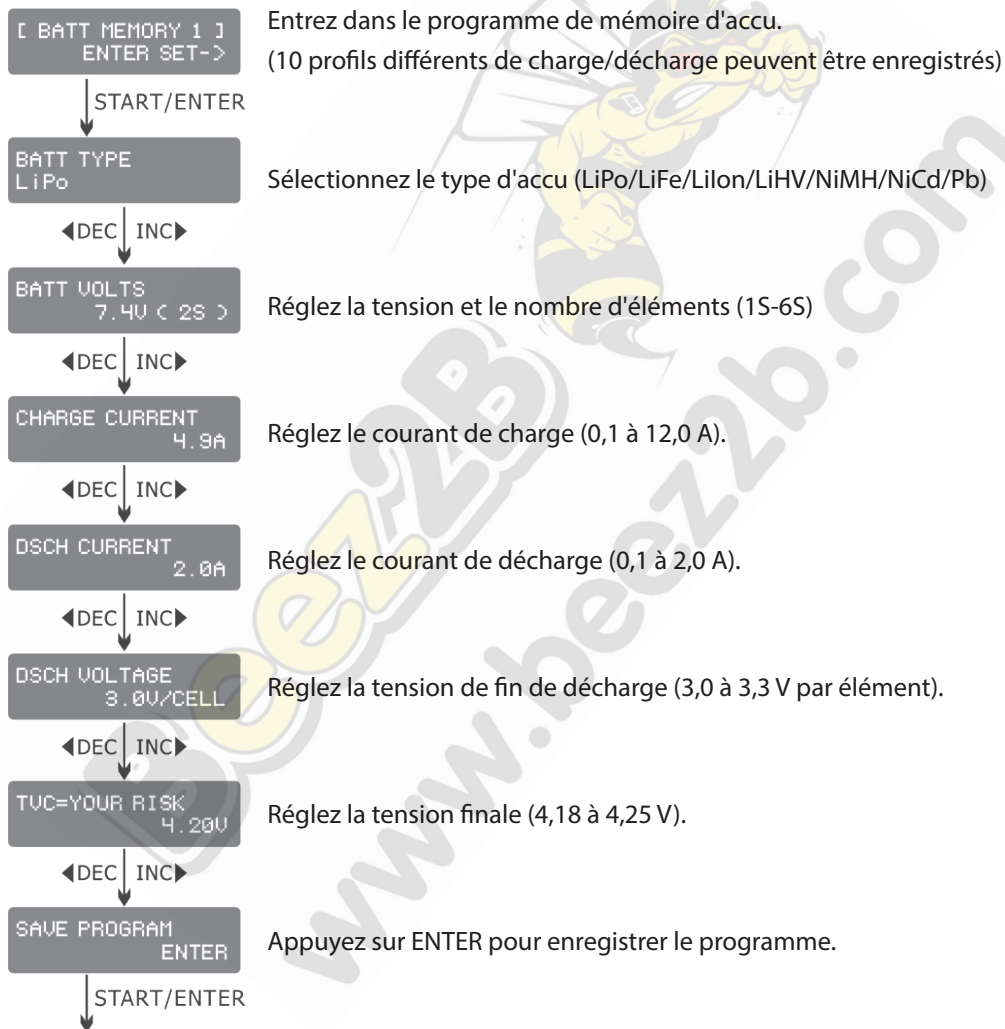 [ BATT MEMORY 1 ]
ENTER SET->
Entrez dans le programme de mémoire d'accu.
(10 profils différents de charge/décharge peuvent être enregistrés)
START/ENTER
BATT TYPE
LiPo
Sélectionnez le type d'accu (LiPo/LiFe/LiIon/LiHV/NiMH/NiCd/Pb)
◀DEC INC▶
BATT VOLTS
7.4V ( 2S )
Réglez la tension et le nombre d'éléments (1S-6S)
◀DEC INC▶
CHARGE CURRENT
4.9A
Réglez le courant de charge (0,1 à 12,0 A).
◀DEC INC▶
DSCH CURRENT
2.0A
Réglez le courant de décharge (0,1 à 2,0 A).
◀DEC INC▶
DSCH VOLTAGE
3.0V/CELL
Réglez la tension de fin de décharge (3,0 à 3,3 V par élément).
◀DEC INC▶
TVC=YOUR RISK
4.20V
Réglez la tension finale (4,18 à 4,25 V).
◀DEC INC▶
SAVE PROGRAM
ENTER
Appuyez sur ENTER pour enregistrer le programme.
START/ENTER
Beez2B
www.beez2b.com